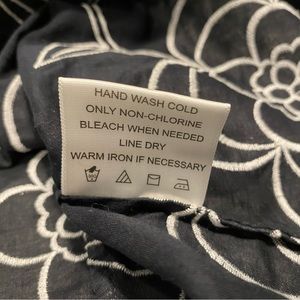 HAND WASH COLD
ONLY NON-CHLORINE
BLEACH WHEN NEEDED
LINE DRY
WARM IRON IF NECESSARY